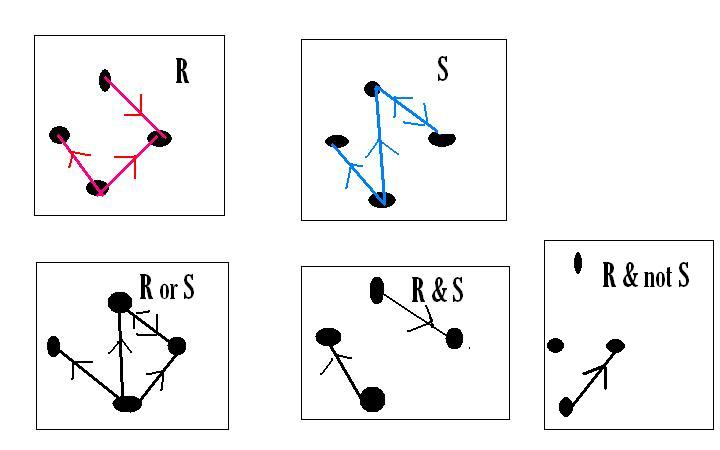 R
S
R or S
R & S
R & not S